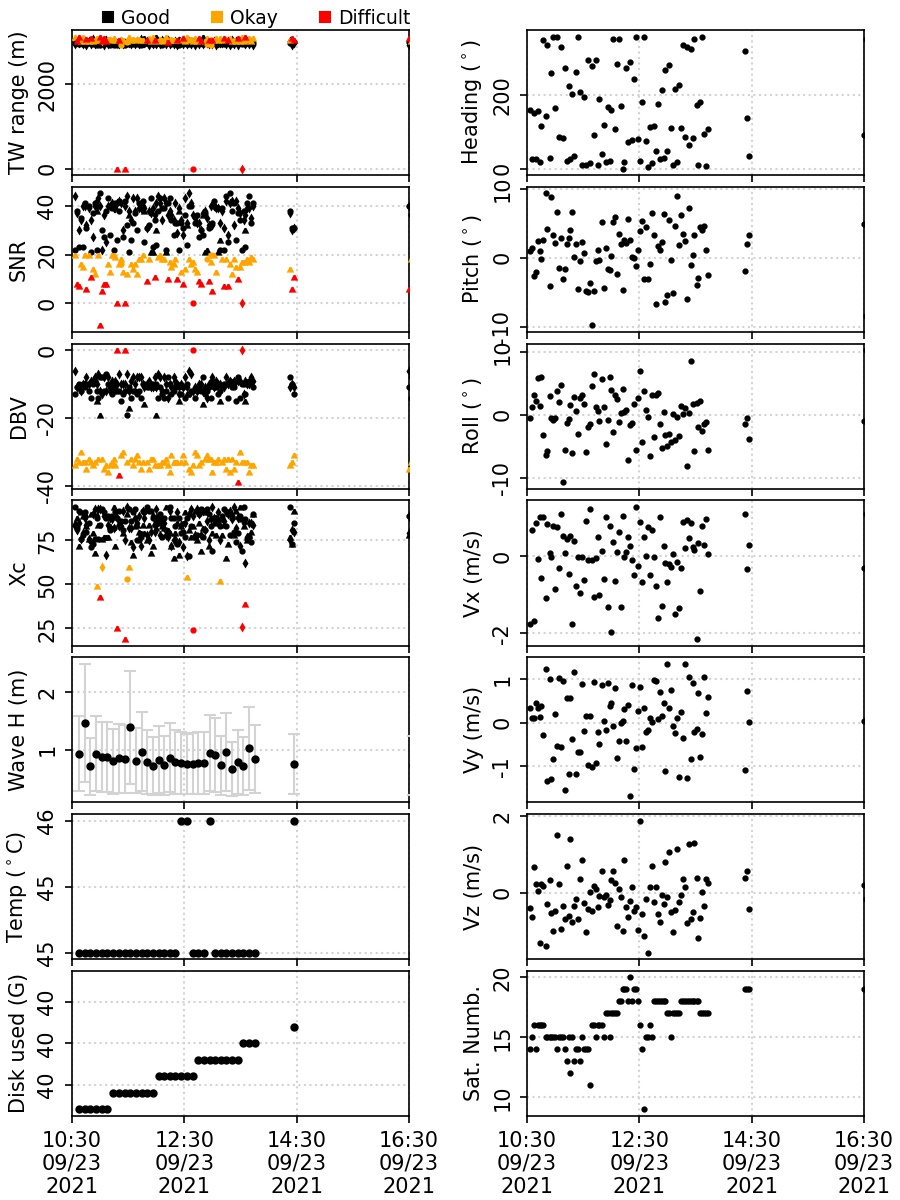 Good Okay Difficult
TW range (m)
2000
0
Heading (°)
200
0
SNR
40
20
0
Pitch (°)
10
0
-10
DBV
0
-20
-40
Roll (°)
10
0
-10
Xc
75
50
25
Vx (m/s)
0
-2
Wave H (m)
2
1
Vy (m/s)
1
0
-1
Temp (°C)
46
45
45
Vz (m/s)
2
0
Disk used (G)
40
40
40
Sat. Numb.
20
15
10
10:30 12:30 14:30 16:30
09/23 09/23 09/23 09/23
2021 2021 2021 2021
10:30 12:30 14:30 16:30
09/23 09/23 09/23 09/23
2021 2021 2021 2021